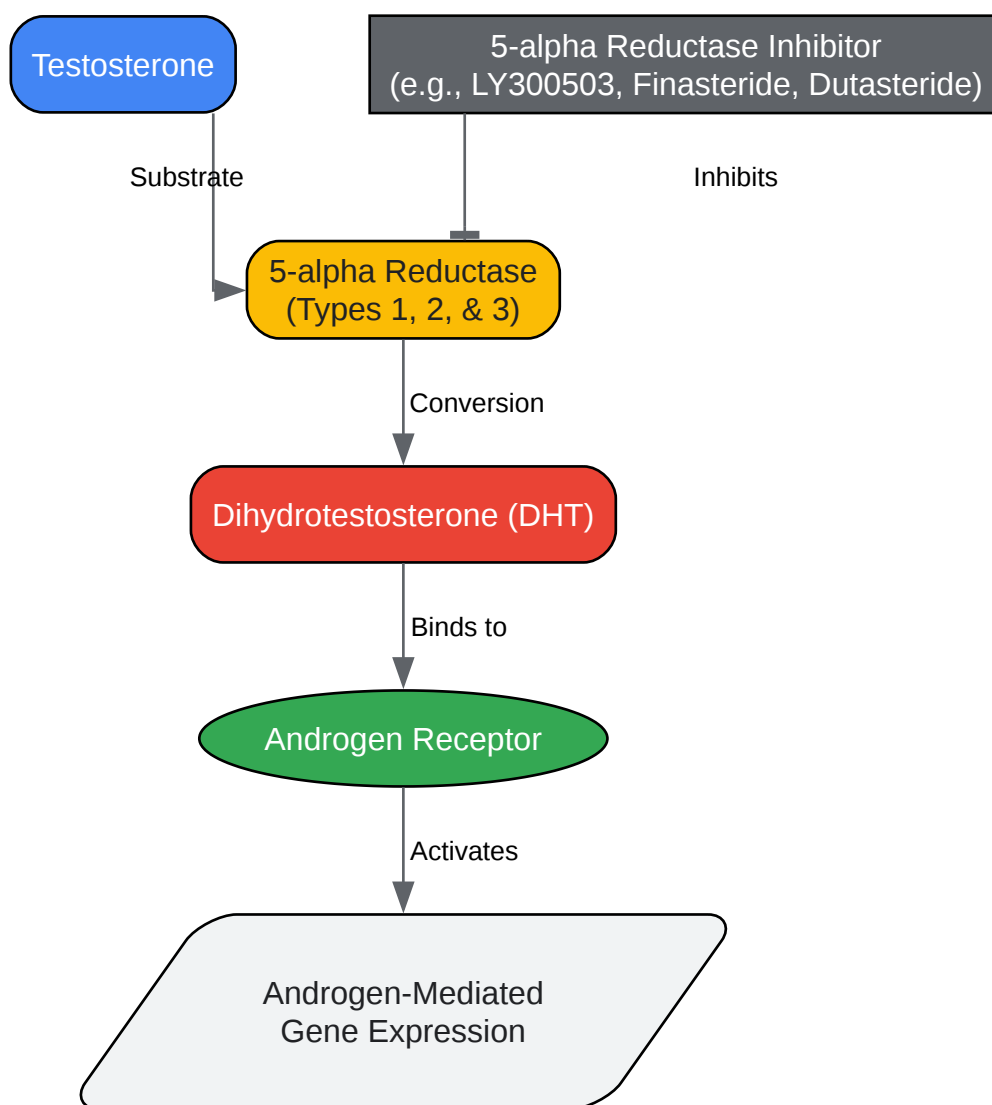 Testosterone
5-alpha Reductase Inhibitor
(e.g., LY300503, Finasteride, Dutasteride)
Substrate
Inhibits
5-alpha Reductase
(Types 1, 2, & 3)
Conversion
Dihydrotestosterone (DHT)
Binds to
Androgen Receptor
Activates
Androgen-Mediated
Gene Expression